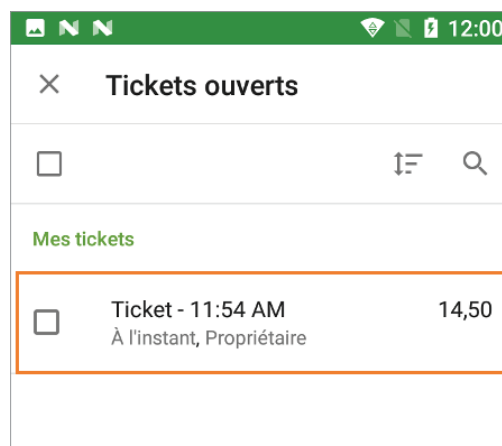 12:00
Tickets ouverts
Mes tickets
Ticket - 11:54 AM 14,50
À l'instant, Propriétaire